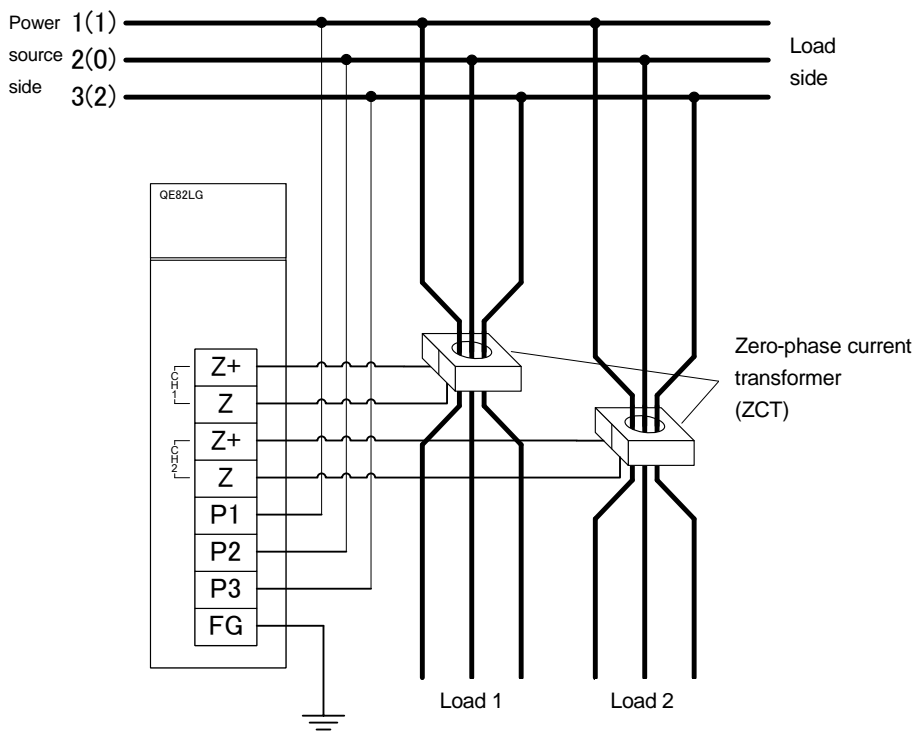 Power
source
side
1(1)
2(0)
3(2)
Load
side
QE82LG
CH1
Z+
Z
CH2
Z+
Z
P1
P2
P3
FG
Zero-phase current
transformer
(ZCT)
Load 1
Load 2